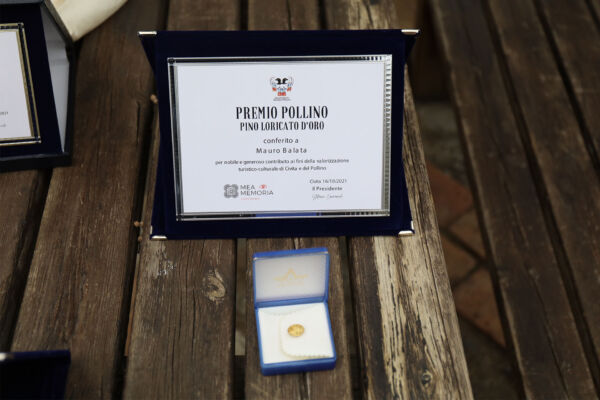 PREMIO POLLINO
PINO LORICATO D'ORO
conferito a
Mauro Balata
per nobile e generoso contributo ai fini della valorizzazione
turistico-culturale di Civita e del Pollino
Civita 16/10/2021
Il Presidente
MEA
MEMORIA